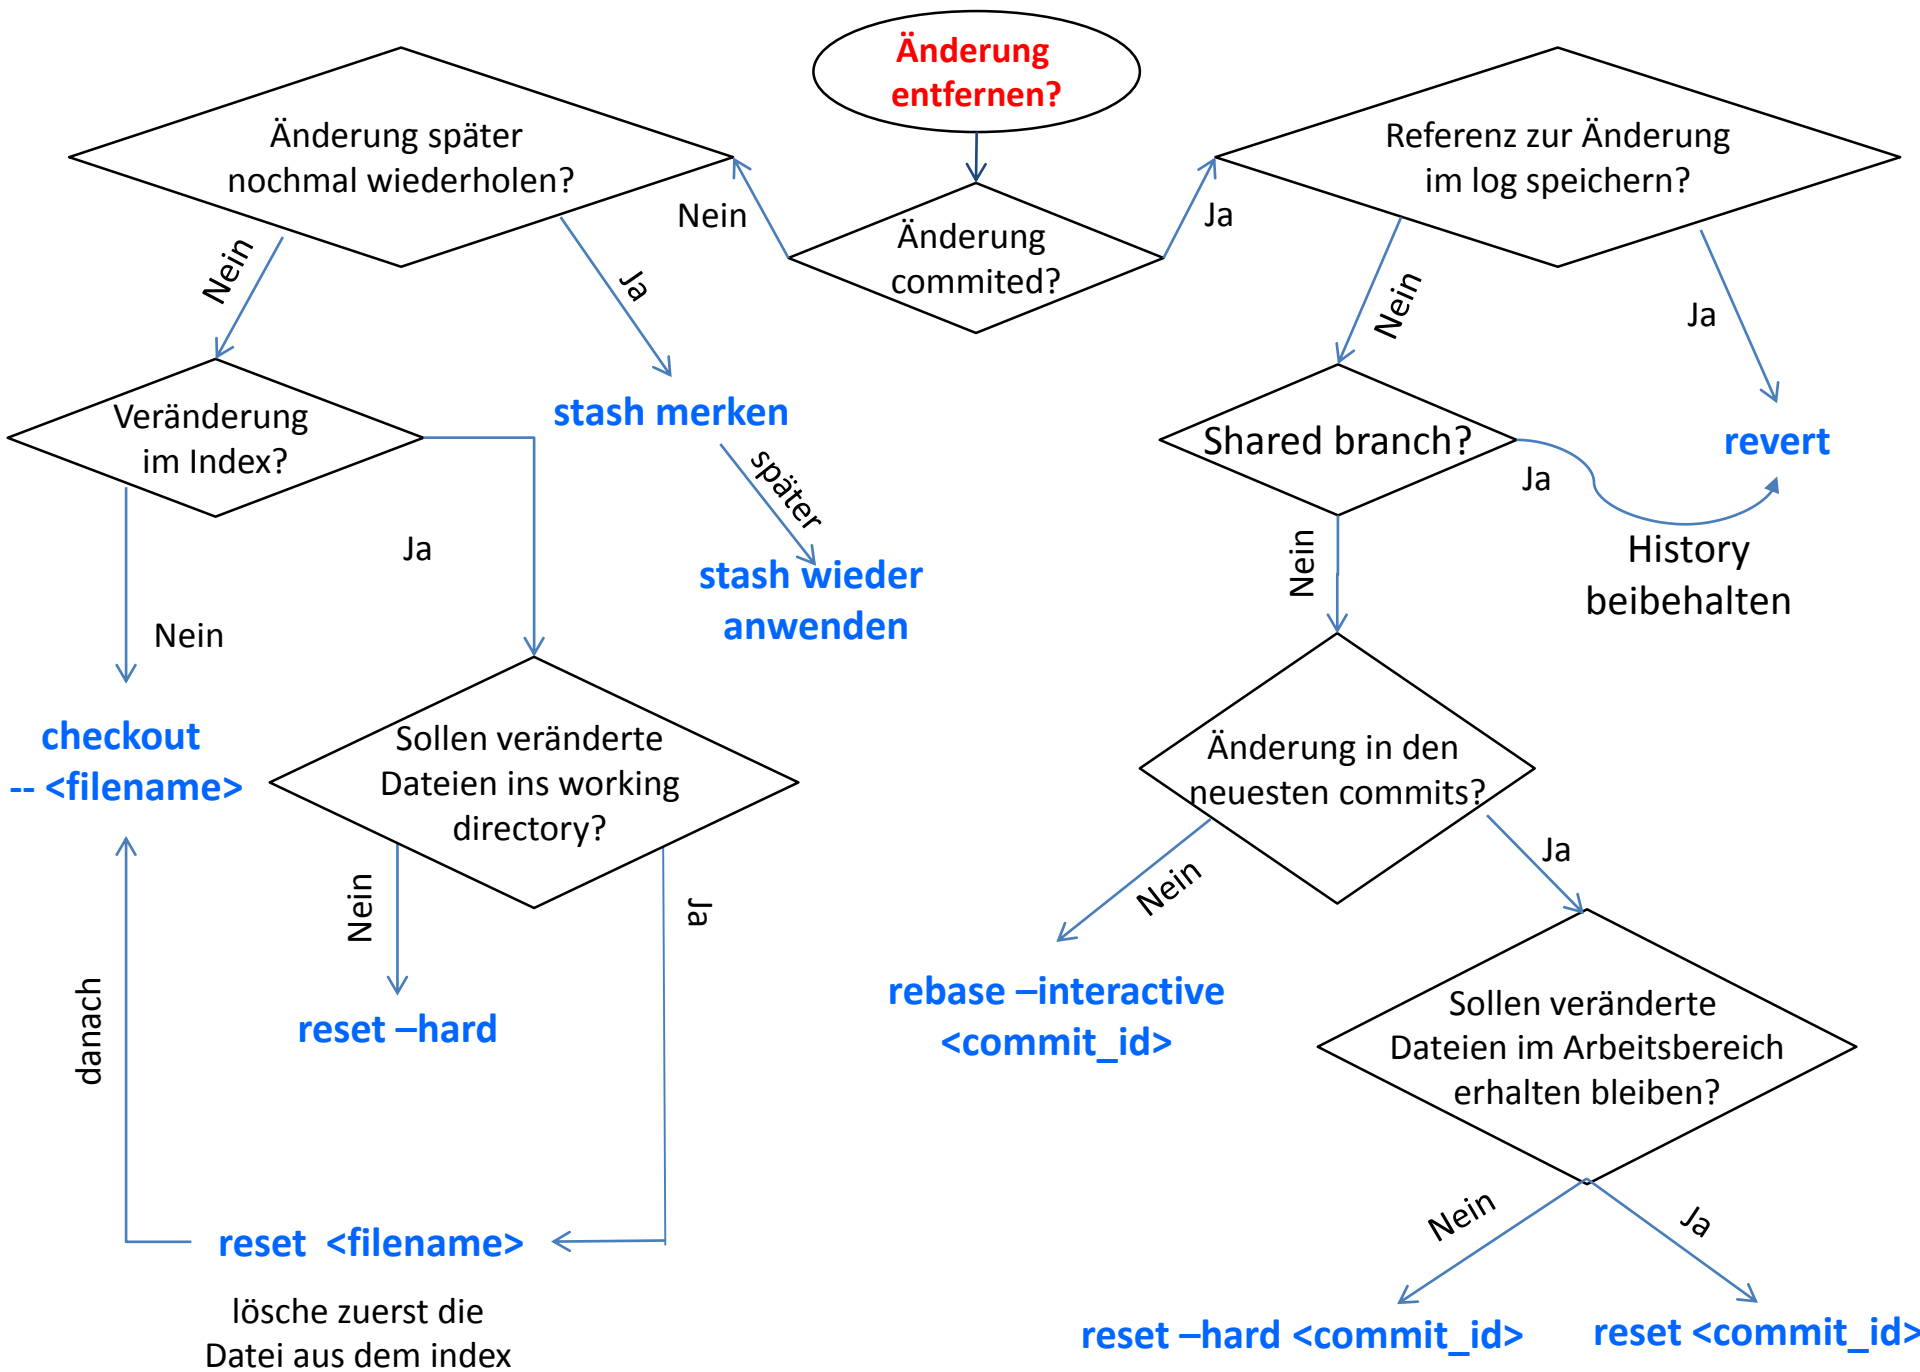 Änderung
entfernen?
Änderung später
nochmal wiederholen?
Referenz zur Änderung
im log speichern?
Nein
Ja
Änderung
commited?
Nein
Ja
Nein
Ja
Veränderung
im Index?
stash merken
Shared branch?
revert
Ja
später
Ja
Nein
History
beibehalten
stash wieder
anwenden
Nein
checkout
-- <filename>
Sollen veränderte
Dateien ins working
directory?
Änderung in den
neuesten commits?
Nein
Ja
Nein
Ja
danach
reset –hard
rebase –interactive
<commit_id>
Sollen veränderte
Dateien im Arbeitsbereich
erhalten bleiben?
Nein
Ja
reset <filename>
lösche zuerst die
Datei aus dem index
reset –hard <commit_id>
reset <commit_id>